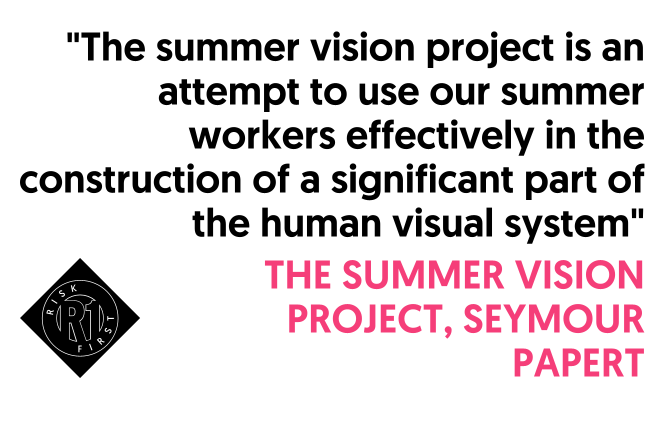 "The summer vision project is an
attempt to use our summer
workers effectively in the
construction of a significant part of
the human visual system"
THE SUMMER VISION
PROJECT, SEYMOUR
PAPERT
RISK
R1
FIRST